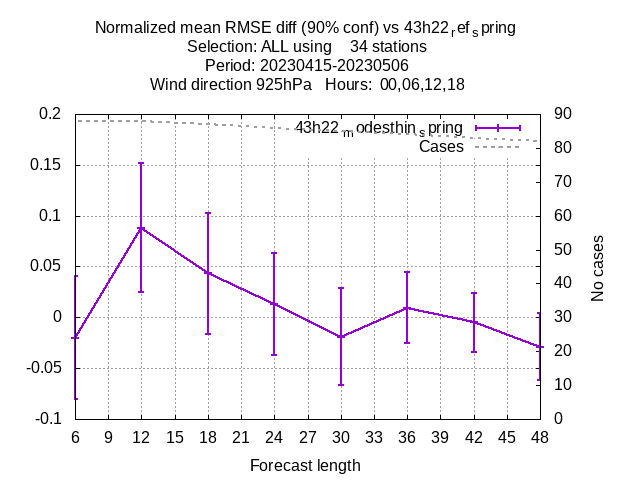 Normalized mean RMSE diff (90% conf) vs 43h22refspring
Selection: ALL using    34 stations
Period: 20230415-20230506
Wind direction 925hPa   Hours:  00,06,12,18
43h22modesthinspring
Cases
0.2
0.15
0.1
0.05
0
-0.05
-0.1
90
80
70
60
50
40
30
20
10
0
No cases
6 9 12 15 18 21 24 27 30 33 36 39 42 45 48
Forecast length